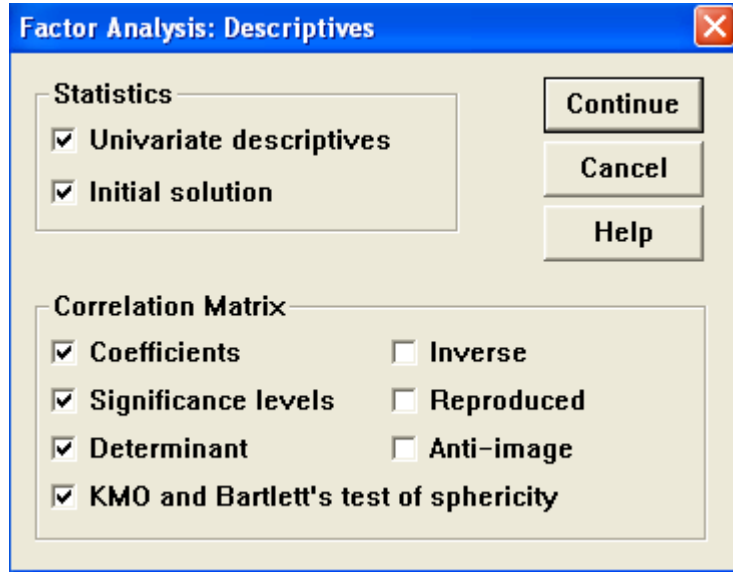 Factor Analysis: Descriptives
Statistics
Univariate descriptives
Initial solution
Continue
Cancel
Help
Correlation Matrix
Coefficients
Inverse
Significance levels
Reproduced
Determinant
Anti-image
KMO and Bartlett's test of sphericity